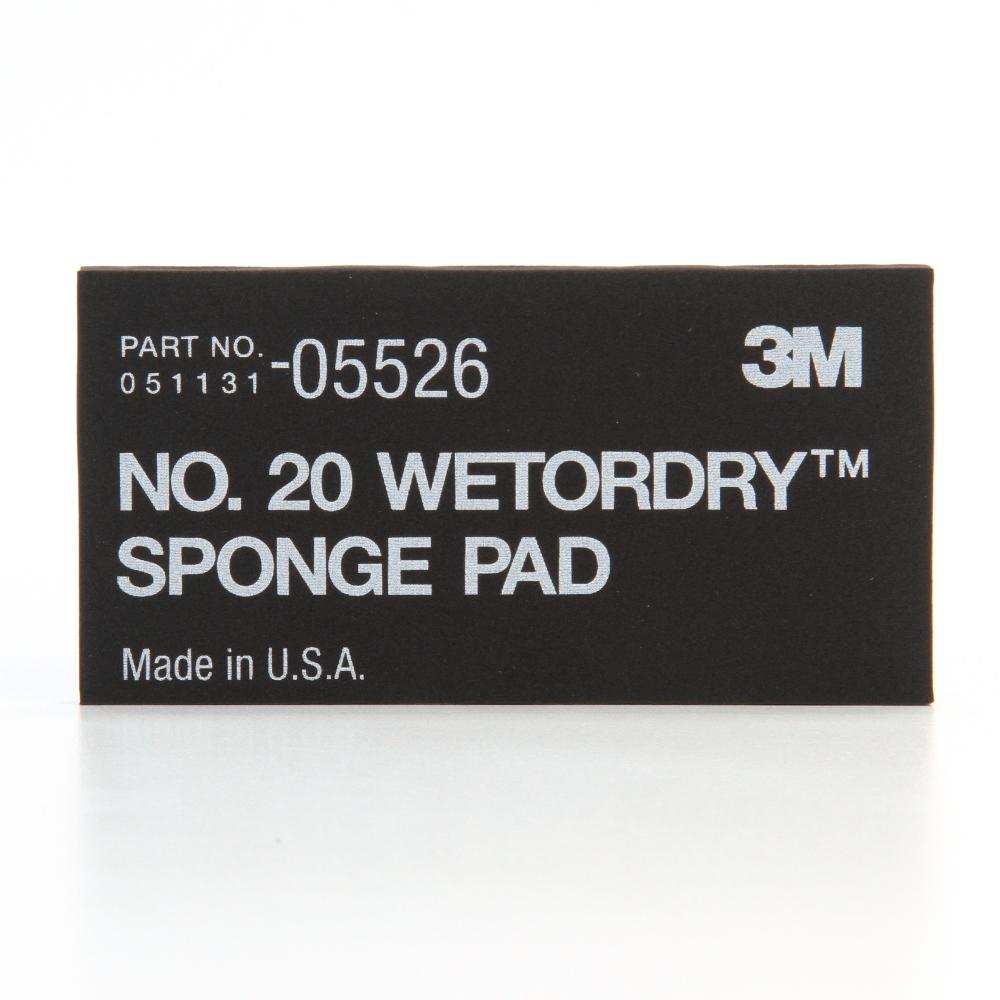 PART NO.
051131 -05526
3M
NO. 20 WETORDRY™
SPONGE PAD
Made in U.S.A.